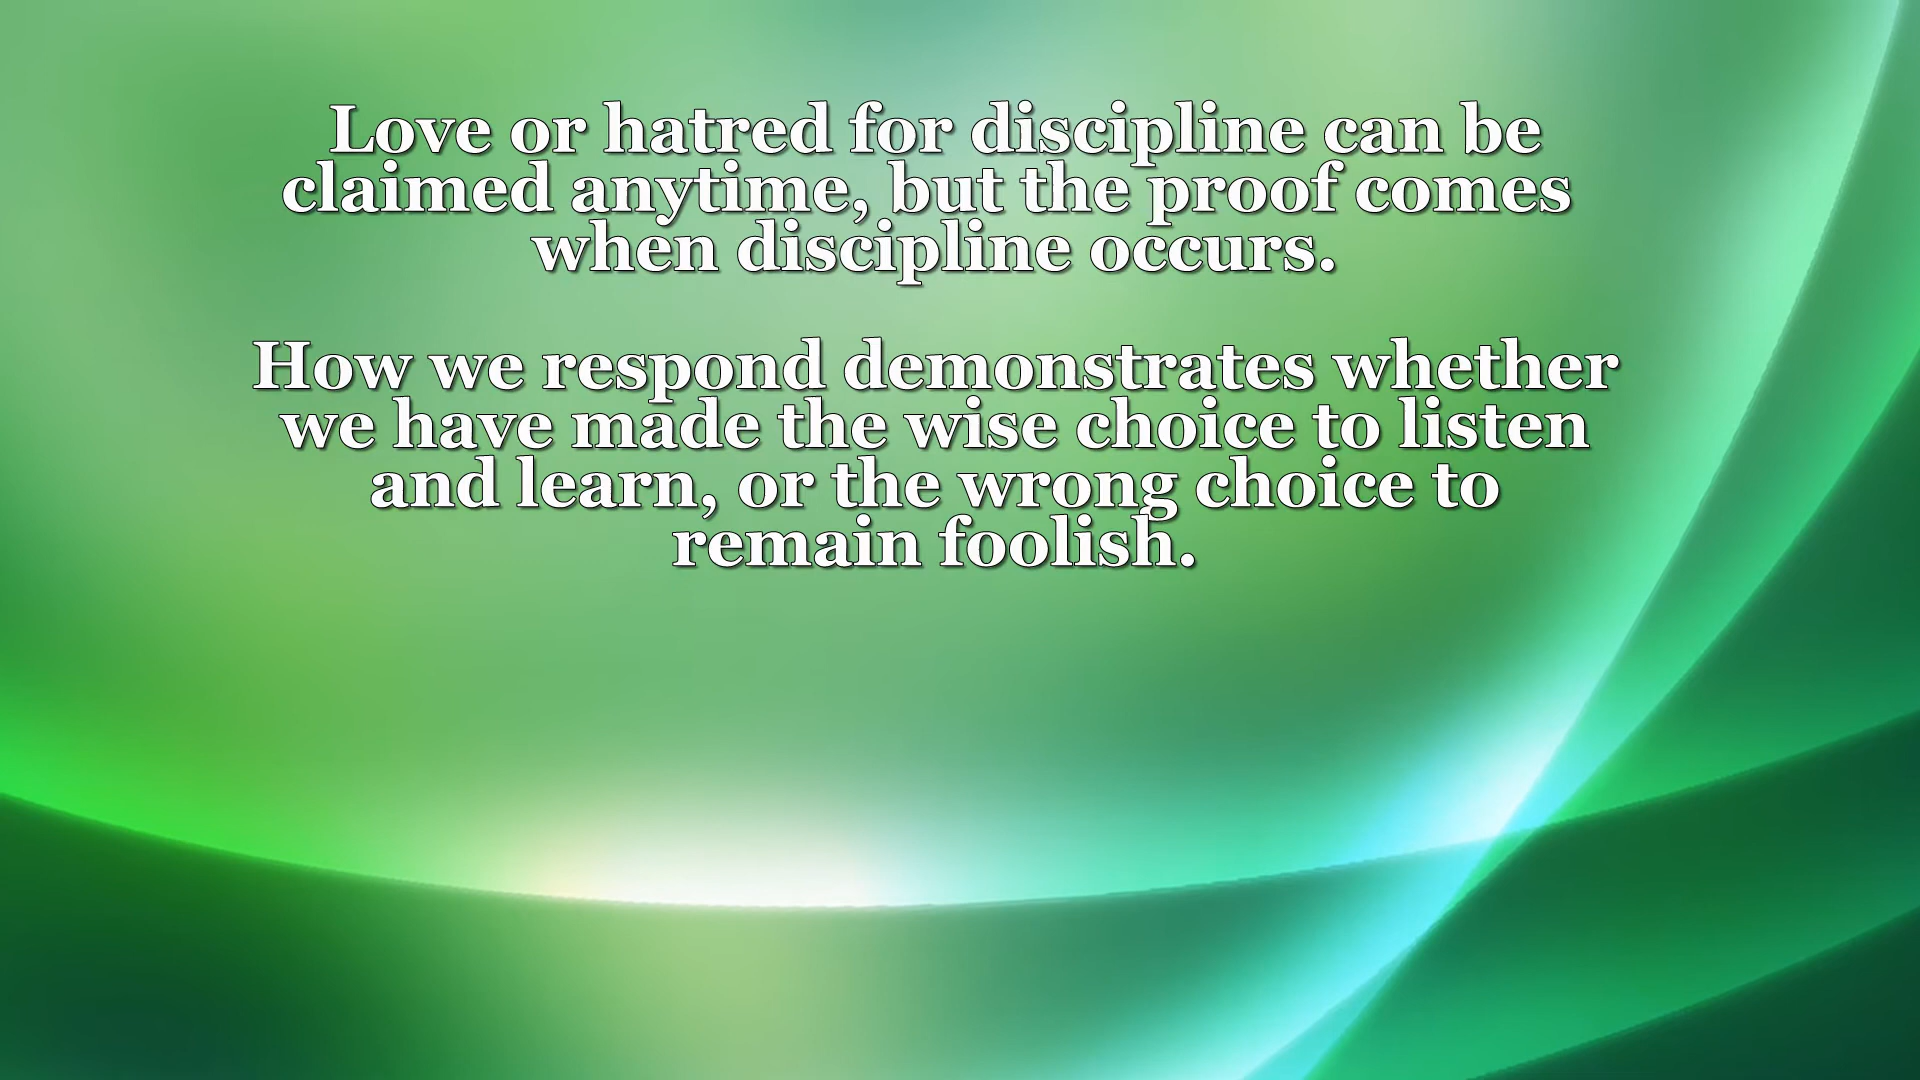 Love or hatred for discipline can be
claimed anytime, but the proof comes
when discipline occurs.
How we respond demonstrates whether
we have made the wise choice to listen
and learn, or the wrong choice to
remain foolish.